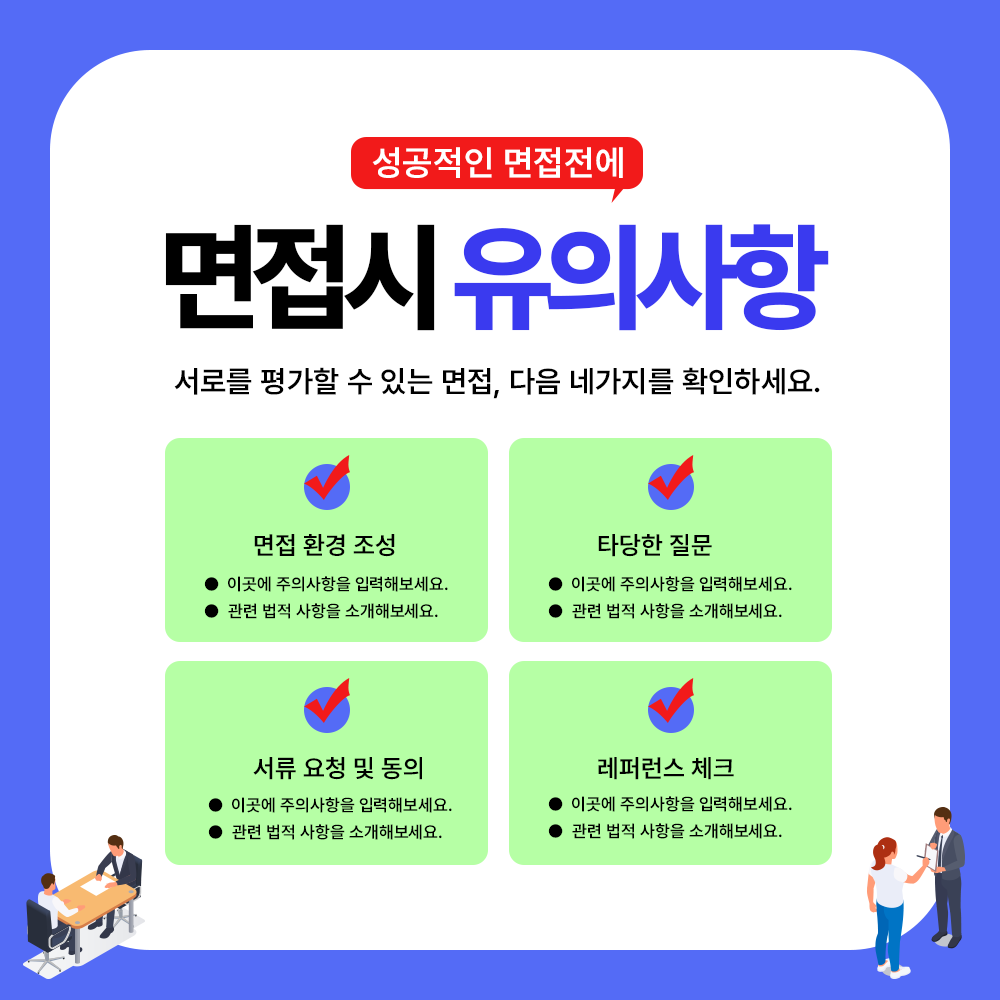 성공적인 면접전에
면접시 유의사항
서로를 평가할 수 있는 면접, 다음 네가지를 확인하세요.
면접 환경 조성
● 이곳에 주의사항을 입력해보세요.
● 관련 법적 사항을 소개해보세요.
타당한 질문
● 이곳에 주의사항을 입력해보세요.
● 관련 법적 사항을 소개해보세요.
서류 요청 및 동의
● 이곳에 주의사항을 입력해보세요.
● 관련 법적 사항을 소개해보세요.
레퍼런스 체크
● 이곳에 주의사항을 입력해보세요.
● 관련 법적 사항을 소개해보세요.